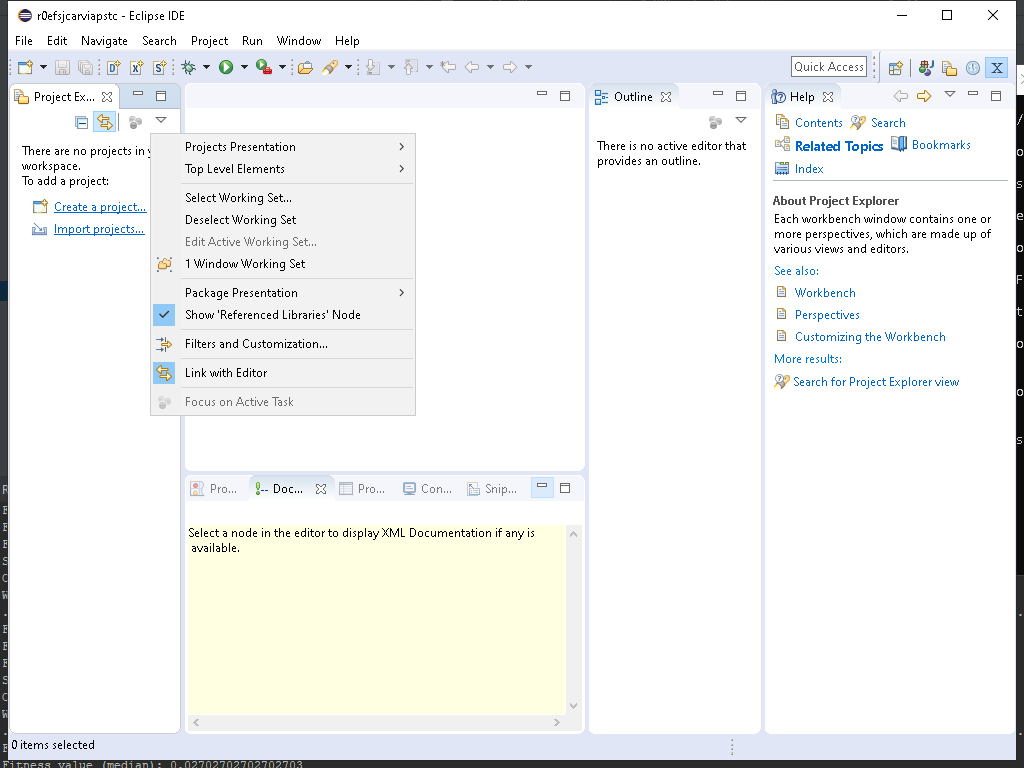 r0efsjcarviapstc - Eclipse IDE
File Edit Navigate Search Project Run Window Help
Quick Access
Project Ex...
There are no projects in
workspace.
To add a project:
Create a project...
Import projects...
Projects Presentation
Top Level Elements
Select Working Set...
Deselect Working Set
Edit Active Working Set...
1 Window Working Set
Package Presentation
Show 'Referenced Libraries' Node
Filters and Customization...
Link with Editor
Focus on Active Task
Pro... Doc... Pro... Con... Snip...
Select a node in the editor to display XML Documentation if any is
available.
Outline
There is no active editor that
provides an outline.
Help
Contents Search
Related Topics Bookmarks
Index
About Project Explorer
Each workbench window contains one or
more perspectives, which are made up of
various views and editors.
See also:
Workbench
Perspectives
Customizing the Workbench
More results:
Search for Project Explorer view
0 items selected
Fitness value (median): 0.02702702702702703